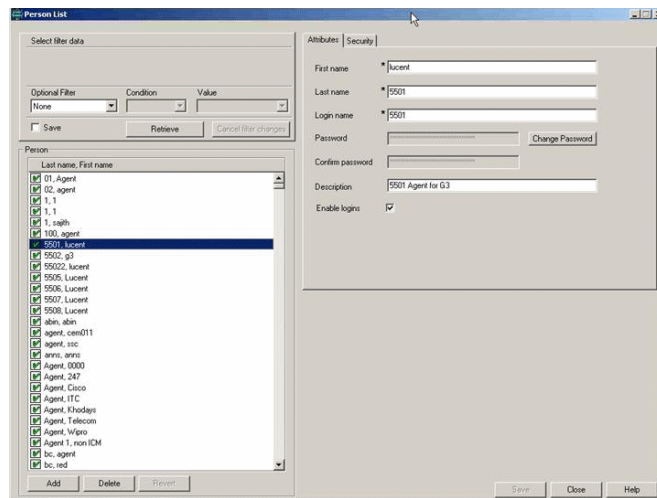 Person List
Select filter data
Optional Filter Condition Value
None
Save Retrieve Cancel filter changes
Person
Last name, First name
01, Agent
02, agent
1, 1
1, 1
1, sajith
100, agent
5501, lucent
5502, g3
55022, lucent
5505, Lucent
5506, Lucent
5507, Lucent
5508, Lucent
abin, abin
agent, cem011
agent, ssc
anns, anns
Agent, 0000
Agent, 247
Agent, Cisco
Agent, ITC
Agent, Khodays
Agent, Telecom
Agent, Wipro
Agent 1, non ICM
bc, agent
bc, red
Add Delete Revert
Attributes Security
First name * lucent
Last name * 5501
Login name * 5501
Password Change Password
Confirm password
Description 5501 Agent for G3
Enable logins
Save Close Help